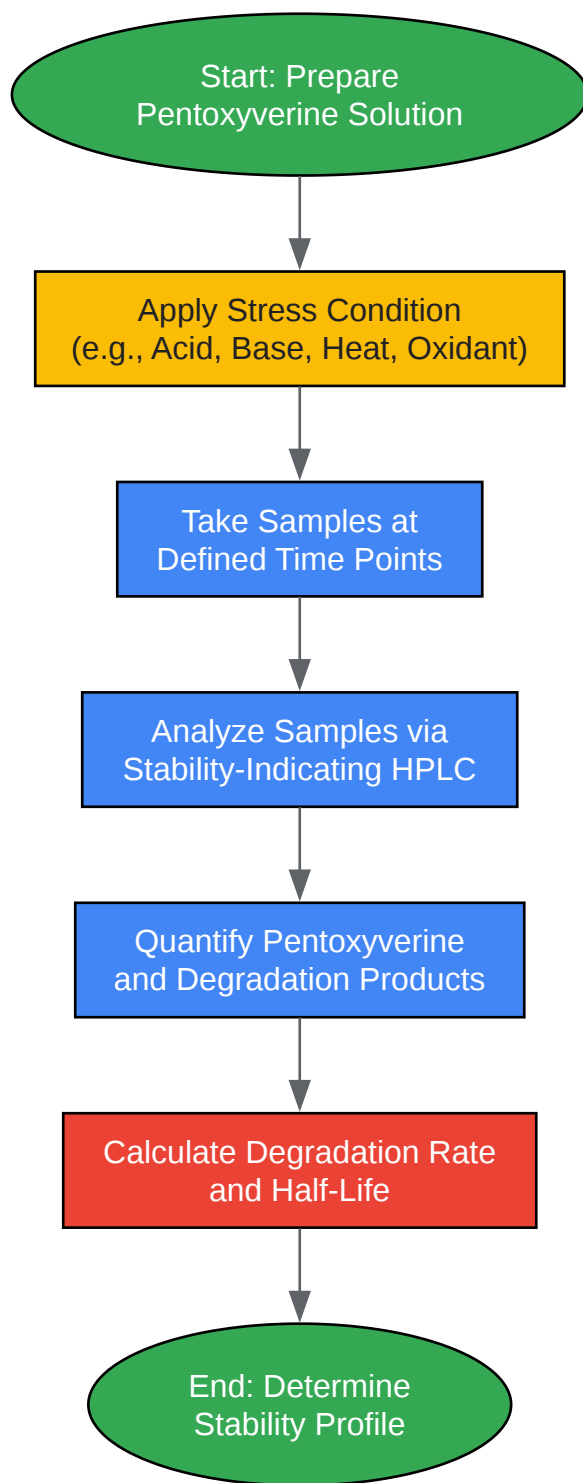 Start: Prepare
Pentoxyverine Solution
Apply Stress Condition
(e.g., Acid, Base, Heat, Oxidant)
Take Samples at
Defined Time Points
Analyze Samples via
Stability-Indicating HPLC
Quantify Pentoxyverine
and Degradation Products
Calculate Degradation Rate
and Half-Life
End: Determine
Stability Profile